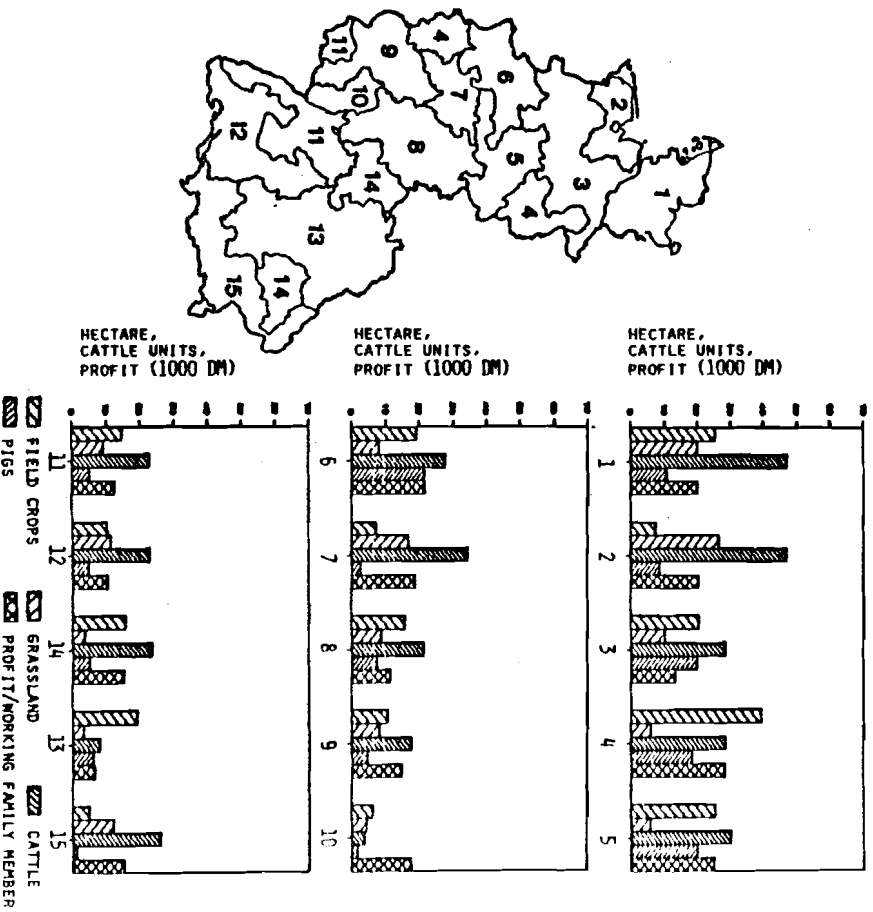 11
4
9
6
2
10
7
1
12
11
8
5
3
14
4
13
15
14
HECTARE,
CATTLE UNITS,
PROFIT (1000 DM)
HECTARE,
CATTLE UNITS,
PROFIT (1000 DM)
HECTARE,
CATTLE UNITS,
PROFIT (1000 DM)
1 2 3 4 5
6 7 8 9 10
11 12 14 13 15
FIELD CROPS GRASSLAND CATTLE
PIGS PROFIT/WORKING FAMILY MEMBER